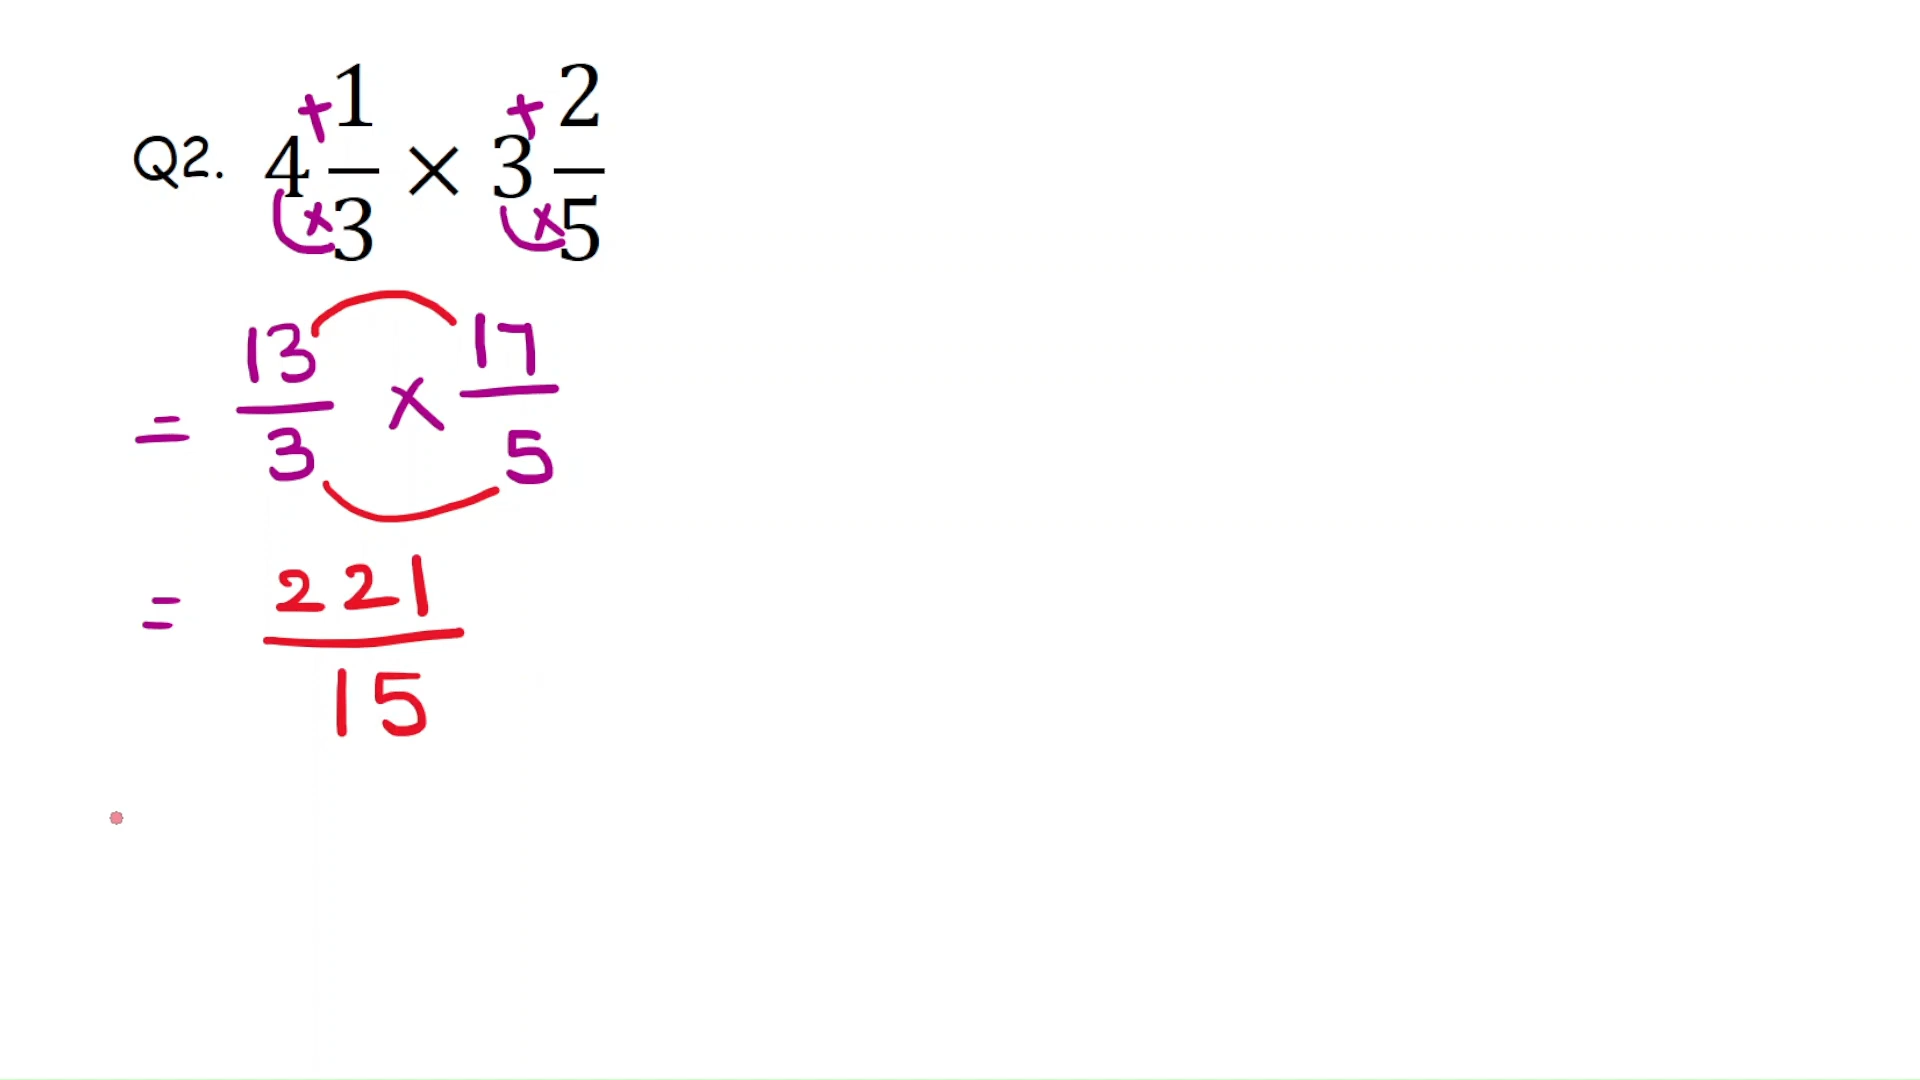 Q2. 4 1/3 × 3 2/5
= 13/3 × 17/5
= 221/15